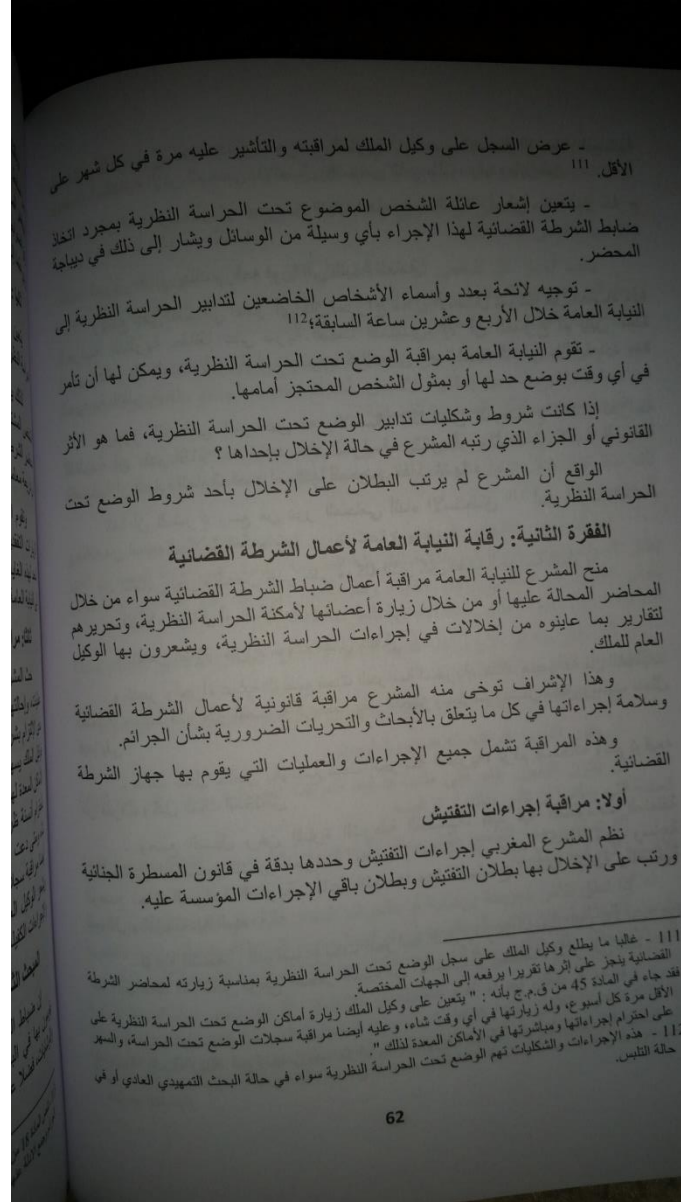 - عرض السجل على وكيل الملك لمراقبته والتأشير عليه مرة في كل شهر على
الأقل. 111
- يتعين إشعار عائلة الشخص الموضوع تحت الحراسة النظرية بمجرد اتخاذ
ضابط الشرطة القضائية لهذا الإجراء بأي وسيلة من الوسائل ويشار إلى ذلك في ديباجة
المحضر.
- توجيه لائحة بعدد وأسماء الأشخاص الخاضعين لتدابير الحراسة النظرية إلى
النيابة العامة خلال الأربع وعشرين ساعة السابقة؛112
- تقوم النيابة العامة بمراقبة الوضع تحت الحراسة النظرية، ويمكن لها أن تأمر
في أي وقت بوضع حد لها أو بمثول الشخص المحتجز أمامها.
إذا كانت شروط وشكليات تدابير الوضع تحت الحراسة النظرية، فما هو الأثر
القانوني أو الجزاء الذي رتبه المشرع في حالة الإخلال بإحداها ؟
الواقع أن المشرع لم يرتب البطلان على الإخلال بأحد شروط الوضع تحت
الحراسة النظرية.
الفقرة الثانية: رقابة النيابة العامة لأعمال الشرطة القضائية
منح المشرع للنيابة العامة مراقبة أعمال ضباط الشرطة القضائية سواء من خلال
المحاضر المحالة عليها أو من خلال زيارة أعضائها لأمكنة الحراسة النظرية، وتحريرهم
لتقارير بما عاينوه من إخلالات في إجراءات الحراسة النظرية، ويشعرون بها الوكيل
العام للملك.
وهذا الإشراف توخى منه المشرع مراقبة قانونية لأعمال الشرطة القضائية
وسلامة إجراءاتها في كل ما يتعلق بالأبحاث والتحريات الضرورية بشأن الجرائم.
وهذه المراقبة تشمل جميع الإجراءات والعمليات التي يقوم بها جهاز الشرطة
القضائية.
أولا: مراقبة إجراءات التفتيش
نظم المشرع المغربي إجراءات التفتيش وحددها بدقة في قانون المسطرة الجنائية
ورتب على الإخلال بها بطلان التفتيش وبطلان باقي الإجراءات المؤسسة عليه.
111 - غالبا ما يطلع وكيل الملك على سجل الوضع تحت الحراسة النظرية بمناسبة زيارته لمحاضر الشرطة
القضائية ينجز على إثرها تقريرا يرفعه إلى الجهات المختصة.
فقد جاء في المادة 45 من ق.م.ج بأنه : " يتعين على وكيل الملك زيارة أماكن الوضع تحت الحراسة النظرية على
الأقل مرة كل أسبوع، وله زيارتها في أي وقت شاء، وعليه أيضا مراقبة سجلات الوضع تحت الحراسة، والسهر
على احترام إجراءاتها ومباشرتها في الأماكن المعدة لذلك ".
112 - هذه الإجراءات والشكليات تهم الوضع تحت الحراسة النظرية سواء في حالة البحث التمهيدي العادي أو في
حالة التلبس.
62